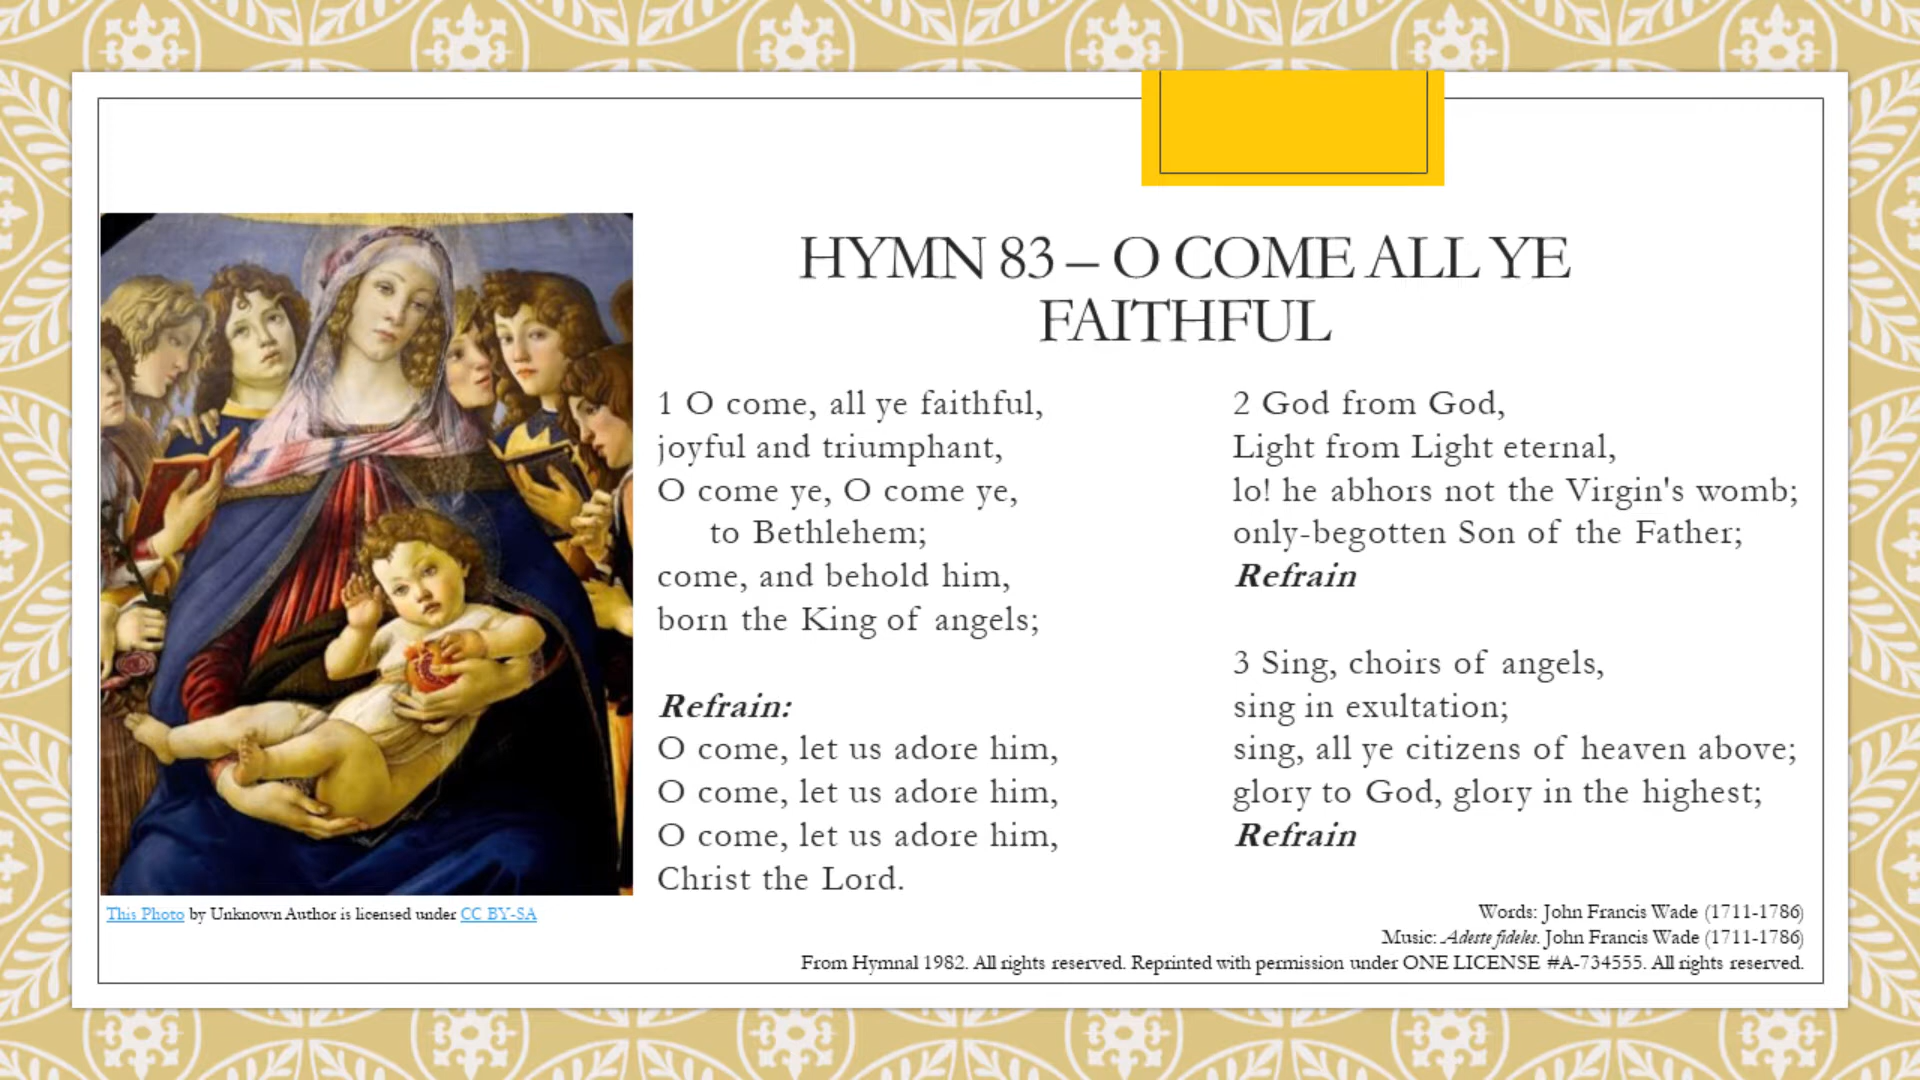 HYMN 83 – O COME ALL YE
FAITHFUL
1 O come, all ye faithful,
joyful and triumphant,
O come ye, O come ye,
to Bethlehem;
come, and behold him,
born the King of angels;
Refrain:
O come, let us adore him,
O come, let us adore him,
O come, let us adore him,
Christ the Lord.
2 God from God,
Light from Light eternal,
lo! he abhors not the Virgin's womb;
only-begotten Son of the Father;
Refrain
3 Sing, choirs of angels,
sing in exultation;
sing, all ye citizens of heaven above;
glory to God, glory in the highest;
Refrain
This Photo by Unknown Author is licensed under CC BY-SA
Words: John Francis Wade (1711-1786)
Music: Adeste fideles. John Francis Wade (1711-1786)
From Hymnal 1982. All rights reserved. Reprinted with permission under ONE LICENSE #A-734555. All rights reserved.